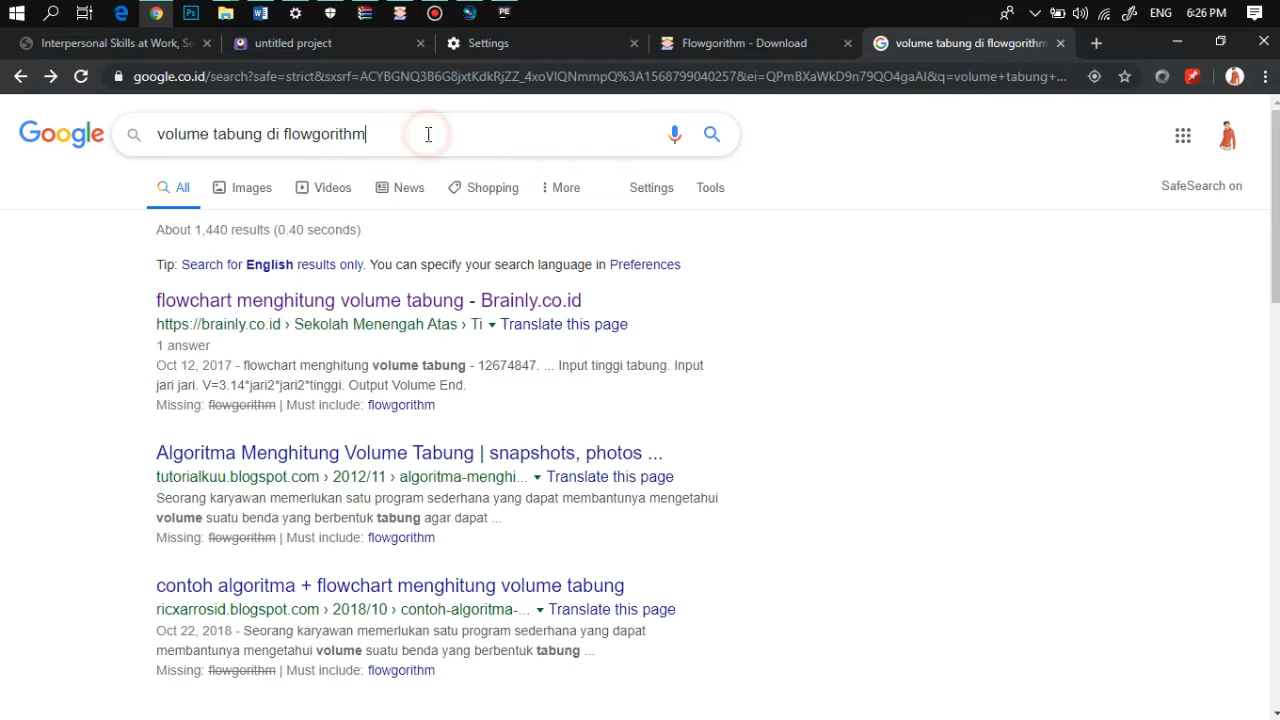 ENG 6:26 PM
Interpersonal Skills at Work, Se
untitled project
Settings
Flowgorithm - Download
volume tabung di flowgorithm
google.co.id/search?safe=strict&sxsrf=ACYBGNQ3B6G8jxtKdkRjZZ_4xoVIQNmmpQ%3A1568799040257&ei=QPmBXaWkD9n79QO4gaAI&q=volume+tabung+...
Google
volume tabung di flowgorithm
All
Images
Videos
News
Shopping
More
Settings
Tools
SafeSearch on
About 1,440 results (0.40 seconds)
Tip: Search for English results only. You can specify your search language in Preferences
flowchart menghitung volume tabung - Brainly.co.id
https://brainly.co.id › Sekolah Menengah Atas › Ti Translate this page
1 answer
Oct 12, 2017 - flowchart menghitung volume tabung - 12674847. ... Input tinggi tabung. Input
jari jari. V=3.14*jari2*jari2*tinggi. Output Volume End.
Missing: flowgorithm | Must include: flowgorithm
Algoritma Menghitung Volume Tabung | snapshots, photos ...
tutorialkuu.blogspot.com › 2012/11 › algoritma-menghi... Translate this page
Seorang karyawan memerlukan satu program sederhana yang dapat membantunya mengetahui
volume suatu benda yang berbentuk tabung agar dapat ...
Missing: flowgorithm | Must include: flowgorithm
contoh algoritma + flowchart menghitung volume tabung
ricxarrosid.blogspot.com › 2018/10 › contoh-algoritma-... Translate this page
Oct 22, 2018 - Seorang karyawan memerlukan satu program sederhana yang dapat
membantunya mengetahui volume suatu benda yang berbentuk tabung ...
Missing: flowgorithm | Must include: flowgorithm